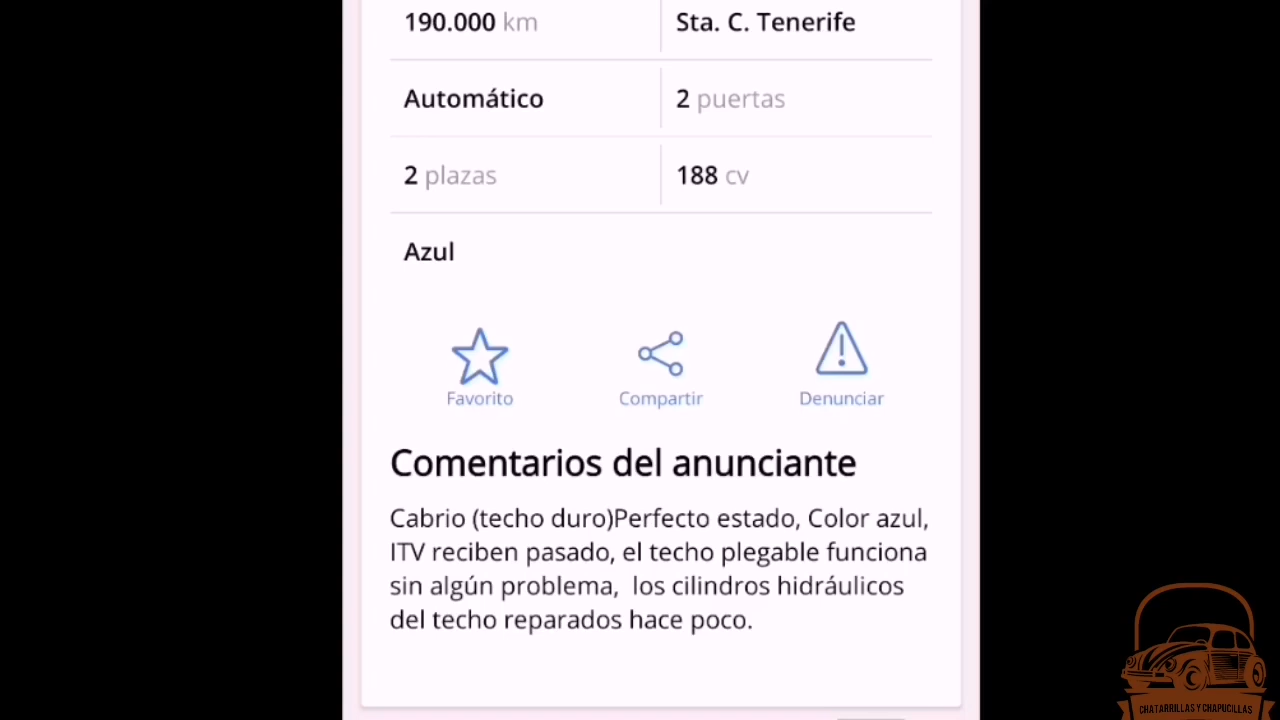 190.000 km
Sta. C. Tenerife
Automático
2 puertas
2 plazas
188 cv
Azul
Favorito
Compartir
Denunciar
Comentarios del anunciante
Cabrio (techo duro)Perfecto estado, Color azul,
ITV reciben pasado, el techo plegable funciona
sin algún problema,  los cilindros hidráulicos
del techo reparados hace poco.
CHATARRILLAS Y CHAPUCILLAS